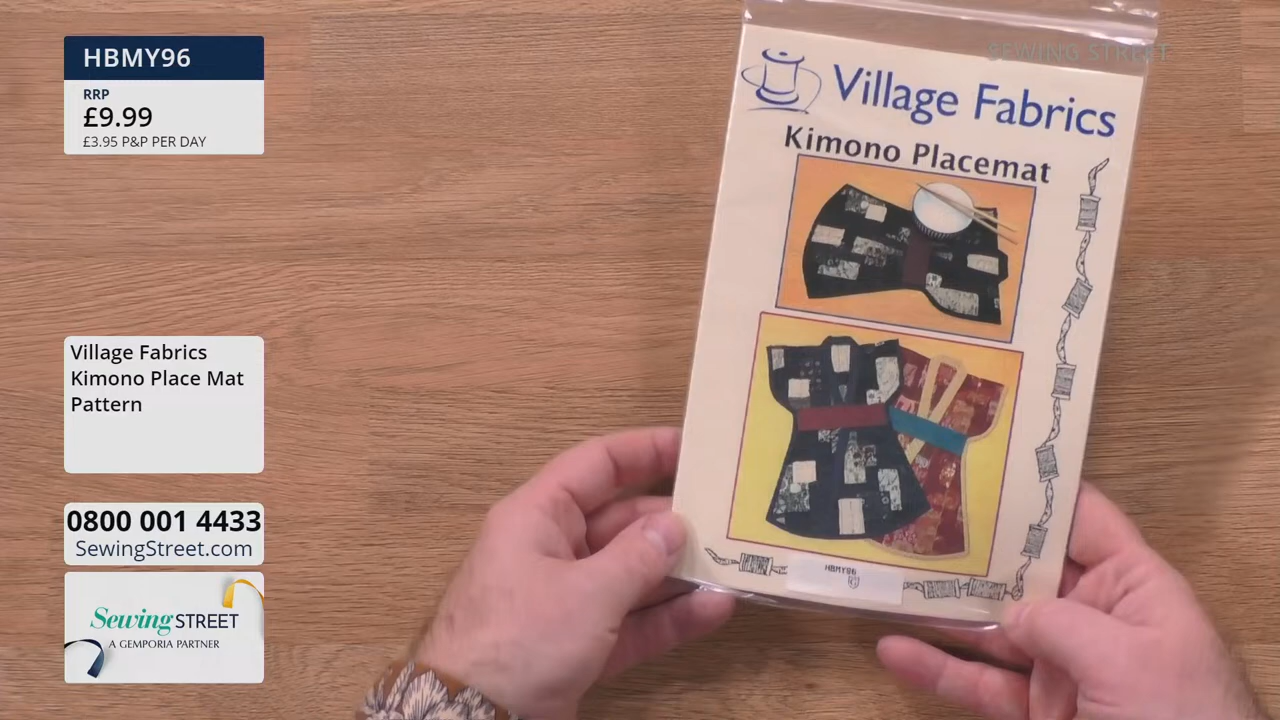 HBMY96
RRP
£9.99
£3.95 P&P PER DAY
Village Fabrics
Kimono Place Mat
Pattern
0800 001 4433
SewingStreet.com
Sewing STREET
A GEMPORIA PARTNER
SEWING STREET
Village Fabrics
Kimono Placemat
HBMY96